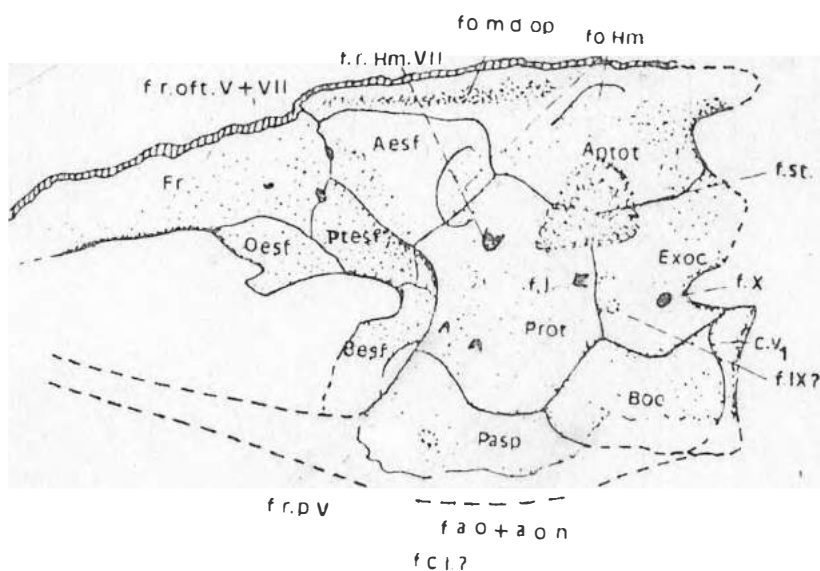 fo m d op
fo Hm
f.r. Hm. VII
f r. oft. V + VII
Aesf
Aptot
Fr.
f. st.
Ptesf
Oesf
Exoc
f. J
f. X
Prot
Besf
c.v₁
f. IX?
Boc
Pasp
f r. p V
f a o + a o n
f c j. ?